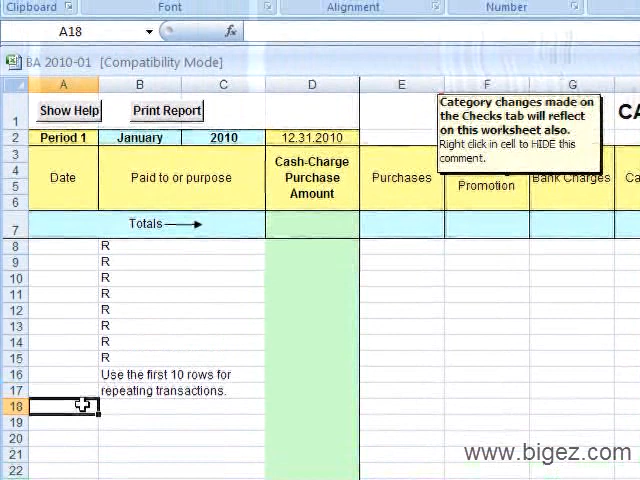 Clipboard Font Alignment Number
A18 fx
BA 2010-01 [Compatibility Mode]
A B C D E F G
1 Show Help Print Report
Category changes made on
the Checks tab will reflect
on this worksheet also.
Right click in cell to HIDE this
comment.
CA
2 Period 1 January 2010 12.31.2010
3
4
5
6
Date
Paid to or purpose
Cash-Charge
Purchase
Amount
Purchases
Promotion
Bank Charges
Ca
7 Totals
8 R
9 R
10 R
11 R
12 R
13 R
14 R
15 R
16 Use the first 10 rows for
17 repeating transactions.
18
19
20
21
22
www.bigez.com